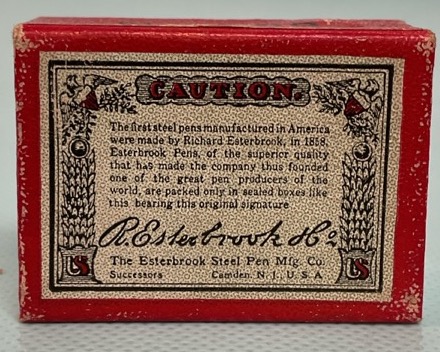 CAUTION.
The first steel pens manufactured in America
were made by Richard Esterbrook, in 1858.
Esterbrook Pens, of the superior quality
that has made the company thus founded
one of the great pen producers of the
world, are packed only in sealed boxes like
this bearing this original signature
R. Esterbrook & Co
The Esterbrook Steel Pen Mfg. Co.
Successors Camden, N. J., U. S. A
US US